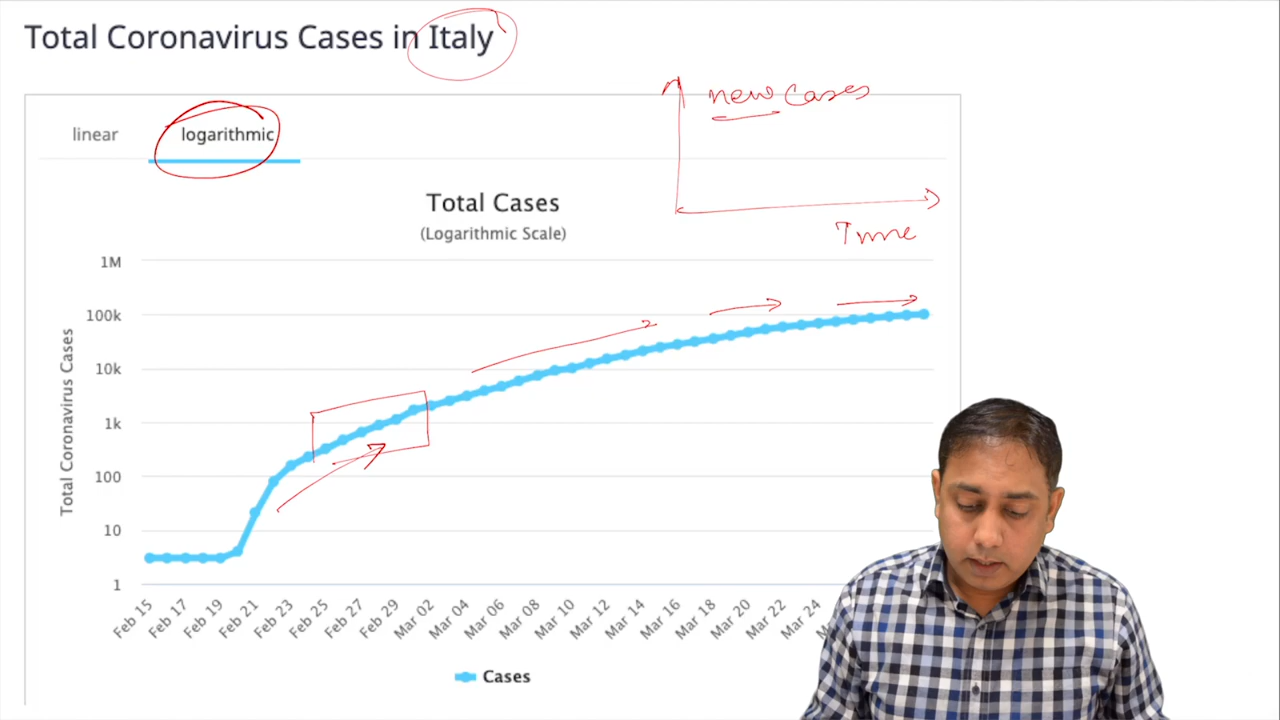 Total Coronavirus Cases in Italy
new cases
linear
logarithmic
Total Cases
(Logarithmic Scale)
Time
Total Coronavirus Cases
1M
100k
10k
1k
100
10
1
Feb 15
Feb 17
Feb 19
Feb 21
Feb 23
Feb 25
Feb 27
Feb 29
Mar 02
Mar 04
Mar 06
Mar 08
Mar 10
Mar 12
Mar 14
Mar 16
Mar 18
Mar 20
Mar 22
Mar 24
Cases